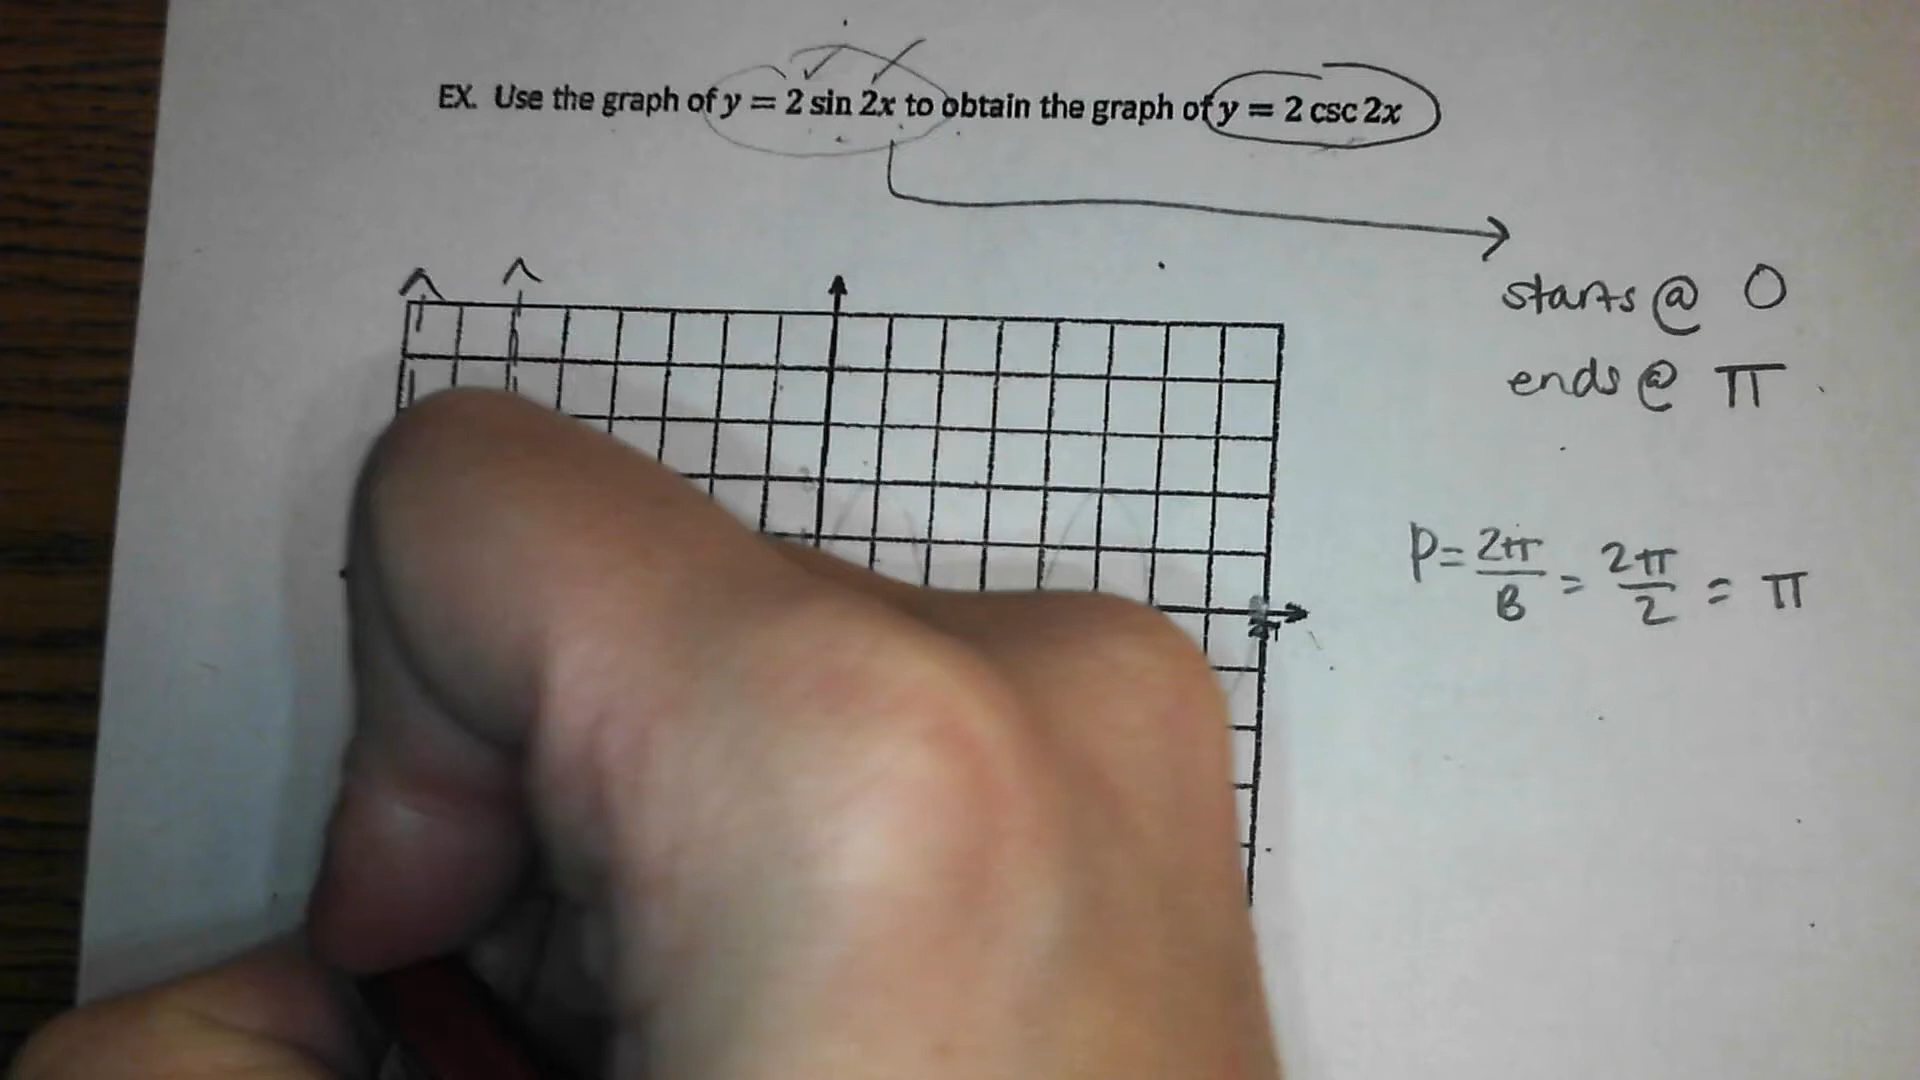 EX. Use the graph of y = 2 sin 2x to obtain the graph of y = 2 csc 2x
starts @ 0
ends @ π
P = 2π/B = 2π/2 = π
2π